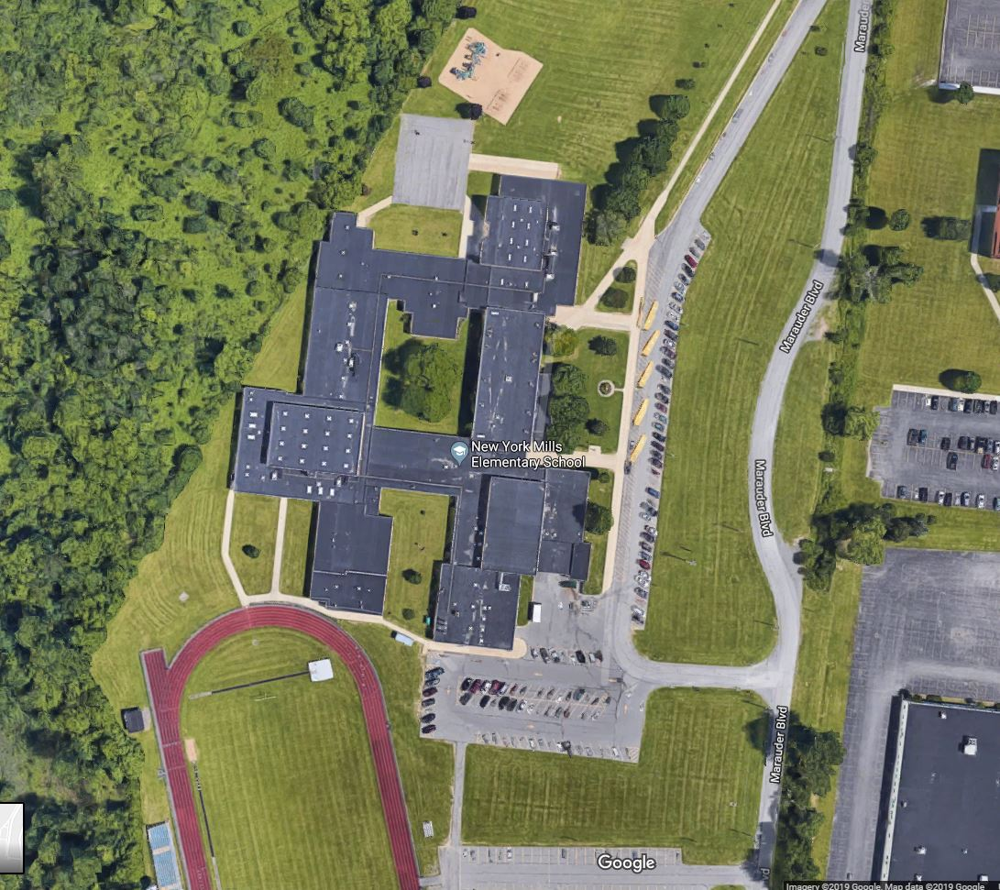 Marauder
Marauder Blvd
New York Mills
Elementary School
Marauder Blvd
Marauder Blvd
Google
Imagery ©2019 Google, Map data ©2019 Google